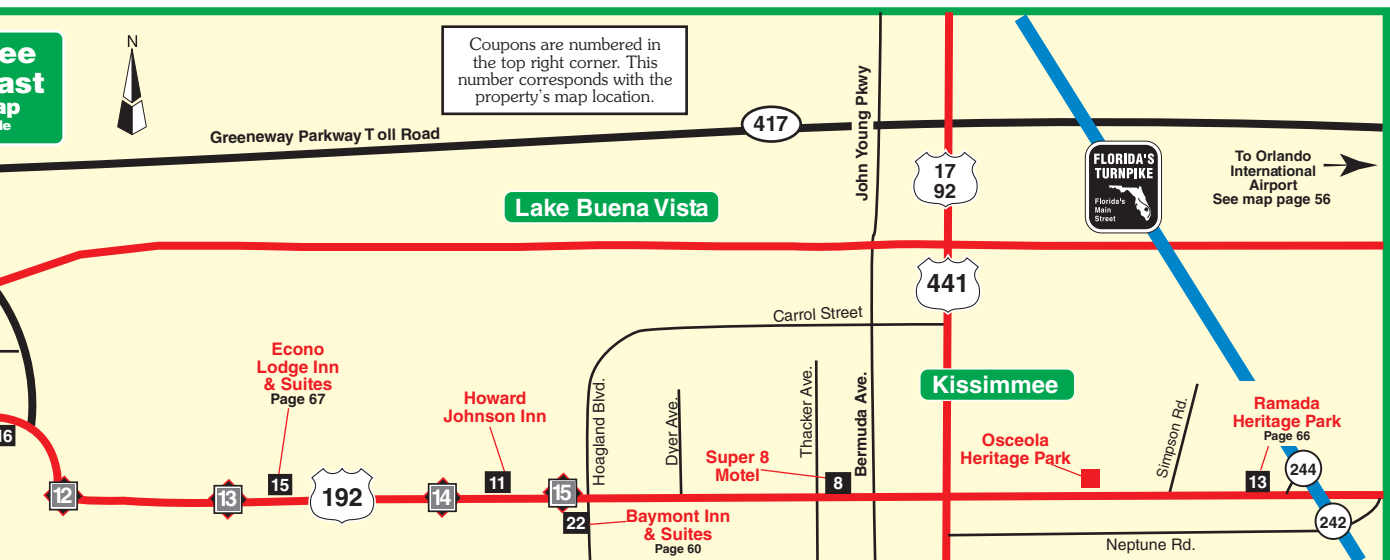 ee
ast
ap
le
N
Coupons are numbered in
the top right corner. This
number corresponds with the
property's map location.
Greeneway Parkway T oll Road
417
John Young Pkwy
17
92
FLORIDA'S
TURNPIKE
Florida's
Main
Street
To Orlando
International
Airport
See map page 56
Lake Buena Vista
441
Carrol Street
Econo
Lodge Inn
& Suites
Page 67
Howard
Johnson Inn
Hoagland Blvd.
Dyer Ave.
Thacker Ave.
Bermuda Ave.
Kissimmee
Simpson Rd.
Ramada
Heritage Park
Page 66
Osceola
Heritage Park
Super 8
Motel
16
12
13
15
192
14
11
15
8
13
244
22
Baymont Inn
& Suites
Page 60
242
Neptune Rd.